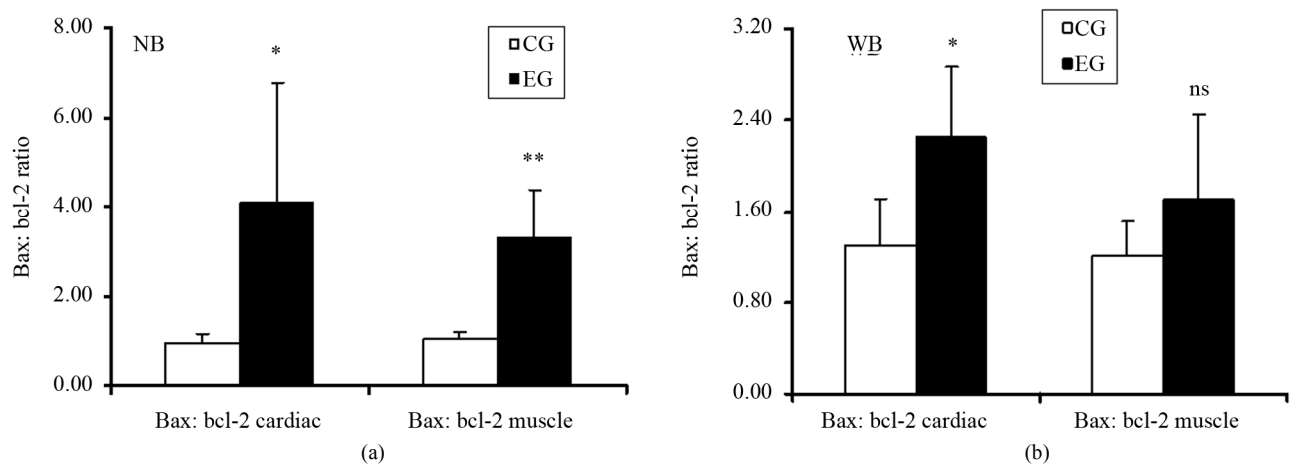 8.00
6.00
4.00
2.00
0.00
Bax: bcl-2 ratio
NB
CG
EG
*
**
Bax: bcl-2 cardiac
Bax: bcl-2 muscle
(a)
3.20
2.40
1.60
0.80
0.00
Bax: bcl-2 ratio
WB
CG
EG
*
ns
Bax: bcl-2 cardiac
Bax: bcl-2 muscle
(b)